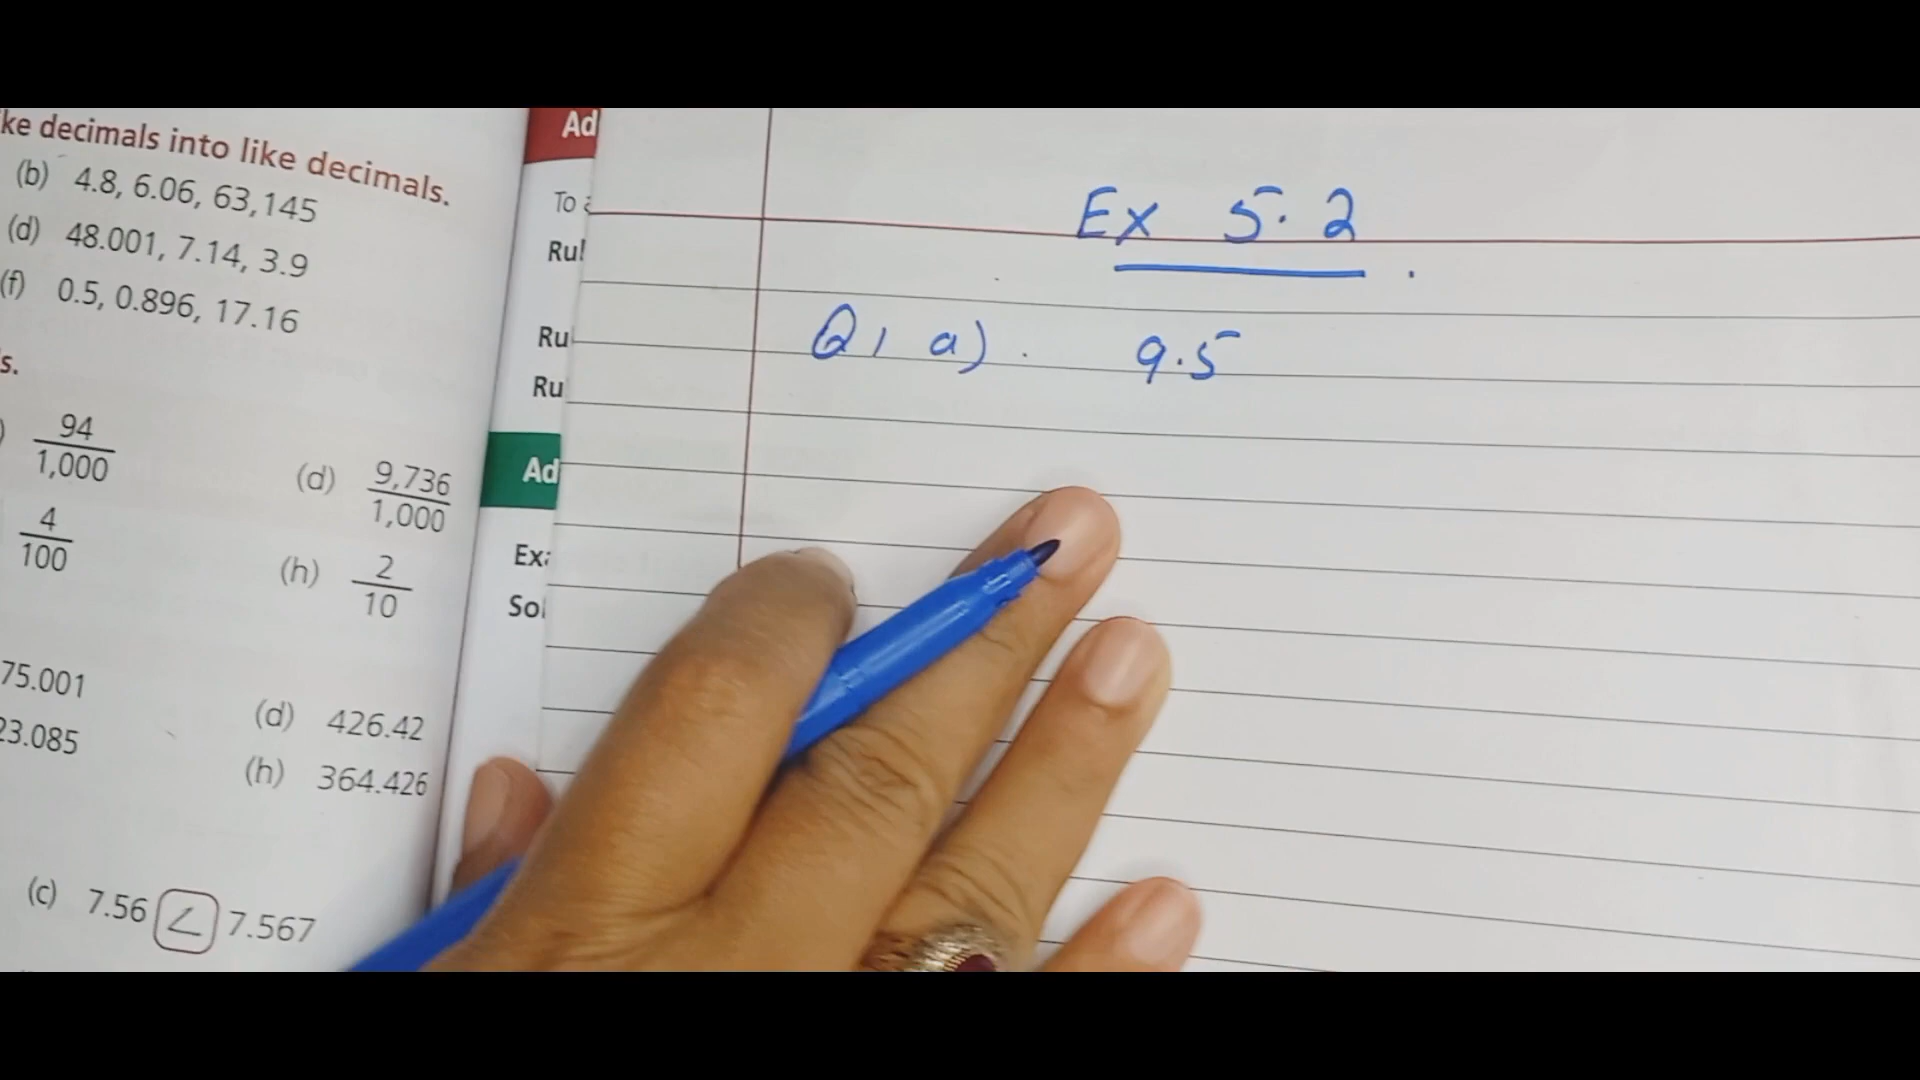 ke decimals into like decimals.
(b) 4.8, 6.06, 63,145
(d) 48.001, 7.14, 3.9
(f) 0.5, 0.896, 17.16
s.
94
1,000
(d) 9,736
1,000
4
100
(h) 2
10
75.001
(d) 426.42
23.085
(h) 364.426
(c) 7.56 < 7.567
Ad
To
Rul
Ru
Ru
Ad
Exa
Sol
Ex 5.2
Q1 a). 9.5